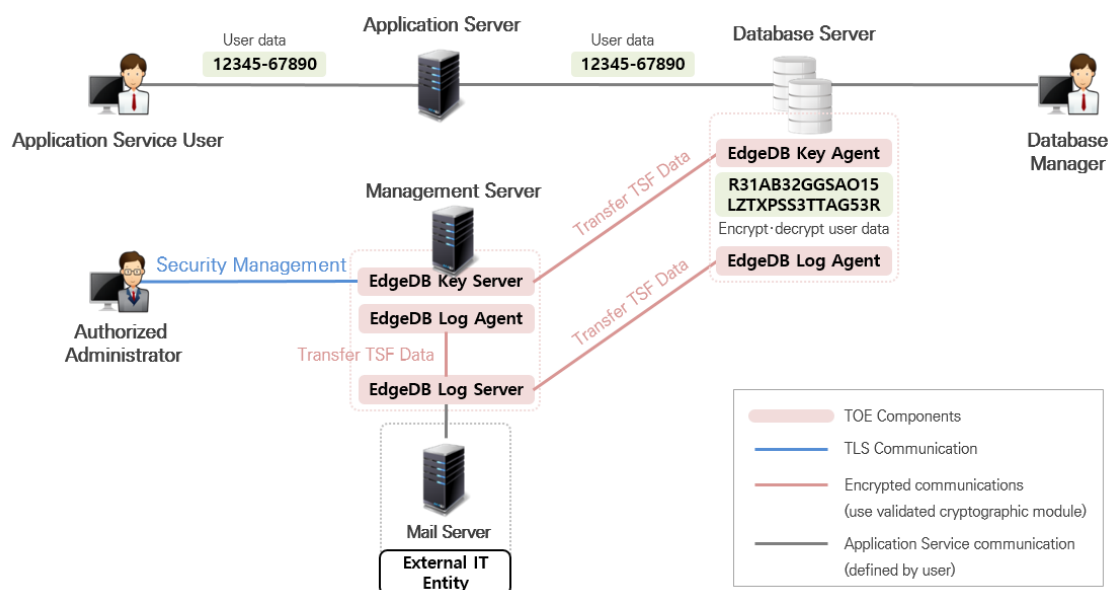 Application Server
Database Server
User data
12345-67890
User data
12345-67890
Application Service User
Database
Manager
EdgeDB Key Agent
R31AB32GGSAO15
LZTXPSS3TTAG53R
Encrypt·decrypt user data
EdgeDB Log Agent
Transfer TSF Data
Transfer TSF Data
Management Server
Security Management
EdgeDB Key Server
EdgeDB Log Agent
Authorized
Administrator
Transfer TSF Data
EdgeDB Log Server
Mail Server
External IT
Entity
TOE Components
TLS Communication
Encrypted communications
(use validated cryptographic module)
Application Service communication
(defined by user)